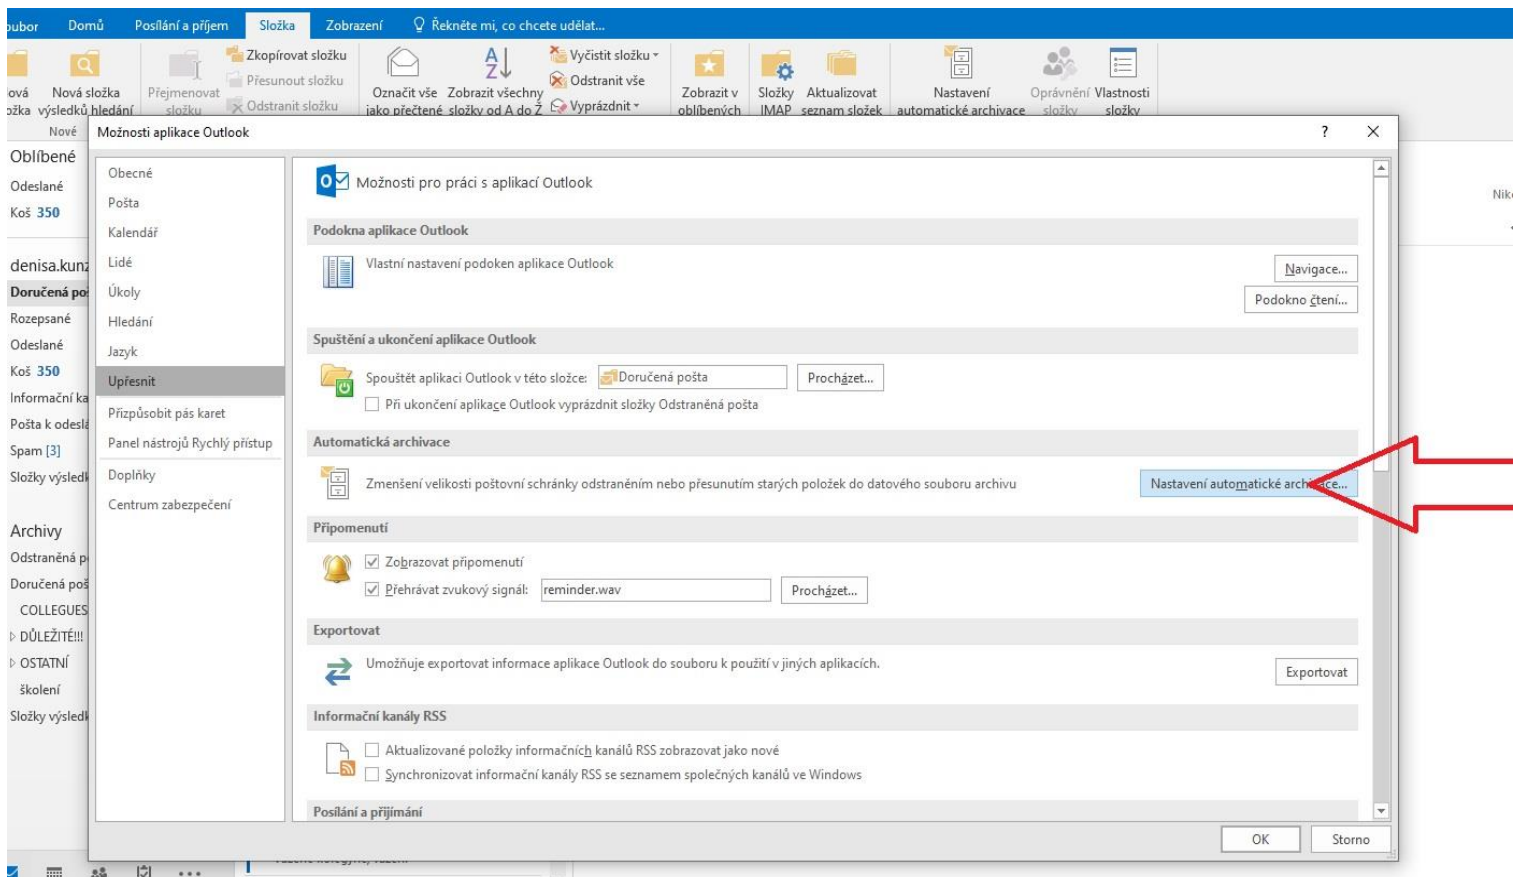 oubor Domů Posílání a příjem Složka Zobrazení Řekněte mi, co chcete udělat...
Zkopírovat složku
Přesunout složku
Odstranit složku
ová
ožka
Nová složka
výsledků hledání
Přejmenovat
složku
Označit vše
jako přečtené
Zobrazit všechny
složky od A do Ž
Vyčistit složku
Odstranit vše
Vyprázdnit
Zobrazit v
oblíbených
Složky
IMAP
Aktualizovat
seznam složek
Nastavení
automatické archivace
Oprávnění
složky
Vlastnosti
složky
Nové
Oblíbené
Odeslané
Koš 350
denisa.kunz
Doručená poš
Rozepsané
Odeslané
Koš 350
Informační ka
Pošta k odeslá
Spam [3]
Složky výsledk
Archivy
Odstraněná p
Doručená poš
COLLEGUES
DŮLEŽITÉ!!!
OSTATNÍ
školení
Složky výsledk
Možnosti aplikace Outlook
?
Obecné
Pošta
Kalendář
Lidé
Úkoly
Hledání
Jazyk
Upřesnit
Přizpůsobit pás karet
Panel nástrojů Rychlý přístup
Doplňky
Centrum zabezpečení
Možnosti pro práci s aplikací Outlook
Podokna aplikace Outlook
Vlastní nastavení podoken aplikace Outlook
Navigace...
Podokno čtení...
Spuštění a ukončení aplikace Outlook
Spouštět aplikaci Outlook v této složce: Doručená pošta Procházet...
Při ukončení aplikace Outlook vyprázdnit složky Odstraněná pošta
Automatická archivace
Zmenšení velikosti poštovní schránky odstraněním nebo přesunutím starých položek do datového souboru archivu
Nastavení automatické archivace...
Připomenutí
Zobrazovat připomenutí
Přehrávat zvukový signál: reminder.wav Procházet...
Exportovat
Umožňuje exportovat informace aplikace Outlook do souboru k použití v jiných aplikacích.
Exportovat
Informační kanály RSS
Aktualizované položky informačních kanálů RSS zobrazovat jako nové
Synchronizovat informační kanály RSS se seznamem společných kanálů ve Windows
Posílání a přijímání
OK Storno
Nik